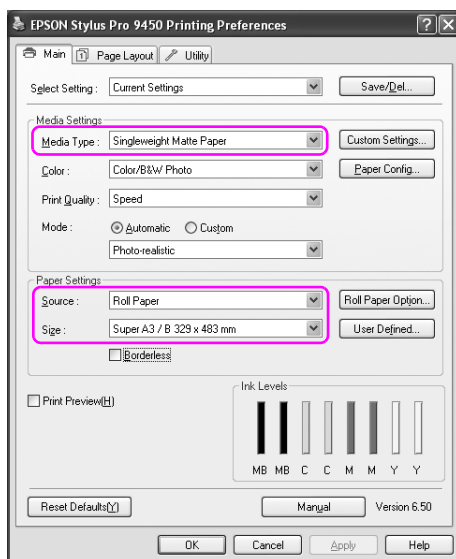 EPSON Stylus Pro 9450 Printing Preferences
Main Page Layout Utility
Select Setting : Current Settings Save/Del...
Media Settings
Media Type : Singleweight Matte Paper Custom Settings...
Color : Color/B&W Photo Paper Config...
Print Quality : Speed
Mode : Automatic Custom
Photo-realistic
Paper Settings
Source : Roll Paper Roll Paper Option...
Size : Super A3 / B 329 x 483 mm User Defined...
Borderless
Print Preview(H)
Ink Levels
MB MB C C M M Y Y
Reset Defaults(Y) Manual Version 6.50
OK Cancel Apply Help